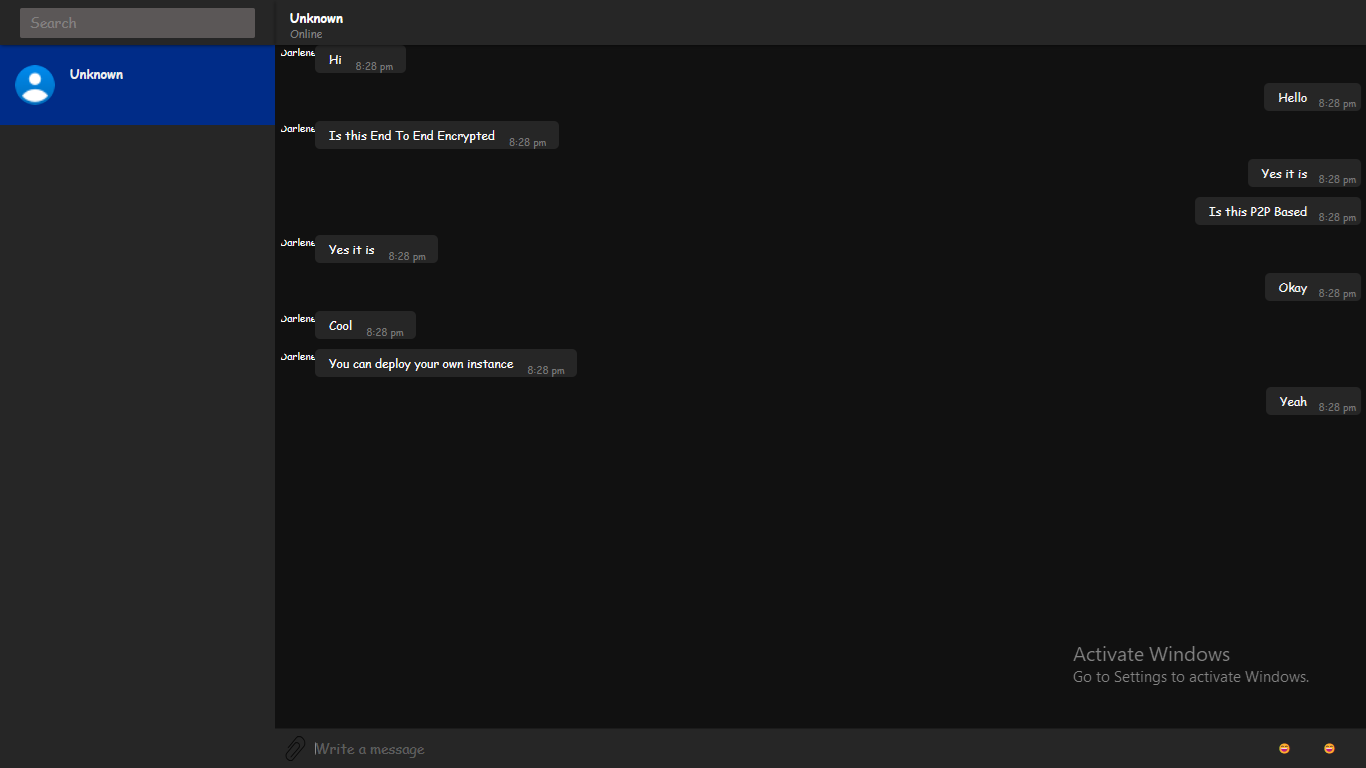 Search
Unknown
Unknown
Online
Darlene
Hi 8:28 pm
Hello 8:28 pm
Darlene
Is this End To End Encrypted 8:28 pm
Yes it is 8:28 pm
Is this P2P Based 8:28 pm
Darlene
Yes it is 8:28 pm
Okay 8:28 pm
Darlene
Cool 8:28 pm
Darlene
You can deploy your own instance 8:28 pm
Yeah 8:28 pm
Activate Windows
Go to Settings to activate Windows.
Write a message